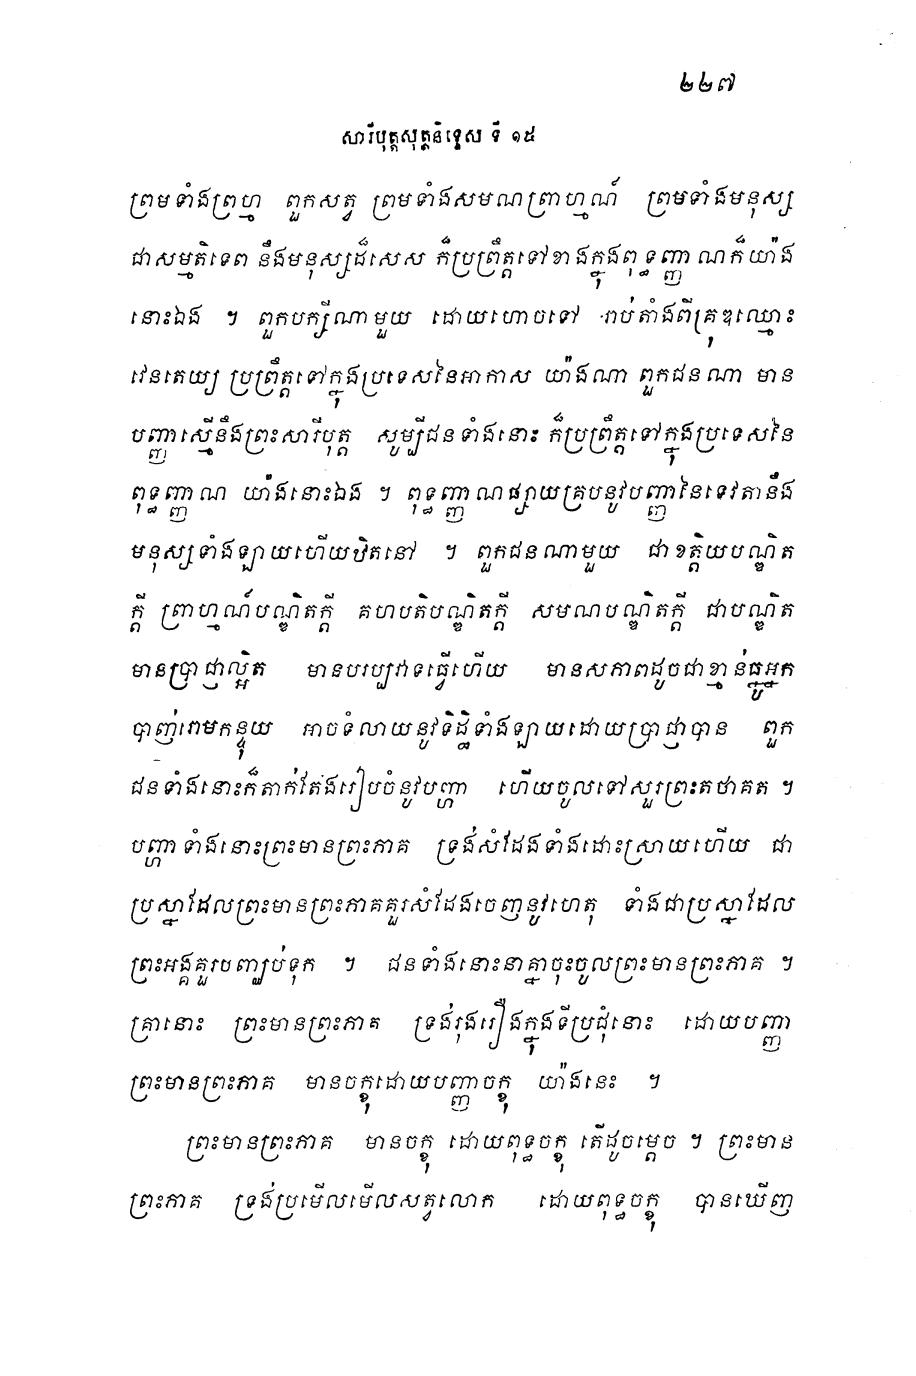 ២២៧
សារីបុត្តសុត្តនិទ្ទេស ទី ១៥
ព្រមទាំងព្រហ្ម ពួកសត្វ ព្រមទាំងសមណព្រាហ្មណ៍ ព្រមទាំងមនុស្ស
ជាសម្មតិទេព នឹងមនុស្សដ៏សេស ក៏ប្រព្រឹត្តទៅខាងក្នុងពុទ្ធញ្ញាណក៏យ៉ាង
នោះឯង ។ ពួកបក្សីណាមួយ ដោយហោចទៅ រាប់តាំងពីគ្រុឌឈ្មោះ
វេនតេយ្យ ប្រព្រឹត្តទៅក្នុងប្រទេសនៃអាកាស យ៉ាងណា ពួកជនណា មាន
បញ្ញាស្មើនឹងព្រះសារីបុត្ត សូម្បីជនទាំងនោះ ក៏ប្រព្រឹត្តទៅក្នុងប្រទេសនៃ
ពុទ្ធញ្ញាណ យ៉ាងនោះឯង ។ ពុទ្ធញ្ញាណផ្សាយគ្របនូវបញ្ញានៃទេវតានឹង
មនុស្សទាំងឡាយហើយឋិតនៅ ។ ពួកជនណាមួយ ជាខត្តិយបណ្ឌិត
ក្តី ព្រាហ្មណ៍បណ្ឌិតក្តី គហបតិបណ្ឌិតក្តី សមណបណ្ឌិតក្តី ជាបណ្ឌិត
មានប្រាជ្ញាល្អិត មានបរប្បវាទធ្វើហើយ មានសភាពដូចជាខ្មាន់ធ្នូអ្នក
បាញ់រោមកន្ទុយ អាចទំលាយនូវទិដ្ឋិទាំងឡាយដោយប្រាជ្ញាបាន ពួក
ជនទាំងនោះក៏តាក់តែងរៀបចំនូវបញ្ហា ហើយចូលទៅសួរព្រះតថាគត ។
បញ្ហាទាំងនោះព្រះមានព្រះភាគ ទ្រង់សំដែងទាំងដោះស្រាយហើយ ជា
ប្រស្នាដែលព្រះមានព្រះភាគគួរសំដែងចេញនូវហេតុ ទាំងជាប្រស្នាដែល
ព្រះអង្គគួរបញ្ឈប់ទុក ។ ជនទាំងនោះនាគ្នាចុះចូលព្រះមានព្រះភាគ ។
គ្រានោះ ព្រះមានព្រះភាគ ទ្រង់រុងរឿងក្នុងទីប្រជុំនោះ ដោយបញ្ញា
ព្រះមានព្រះភាគ មានចក្ខុដោយបញ្ញាចក្ខុ យ៉ាងនេះ ។
ព្រះមានព្រះភាគ មានចក្ខុ ដោយពុទ្ធចក្ខុ តើដូចម្តេច ។ ព្រះមាន
ព្រះភាគ ទ្រង់ប្រមើលមើលសត្វលោក ដោយពុទ្ធចក្ខុ បានឃើញ